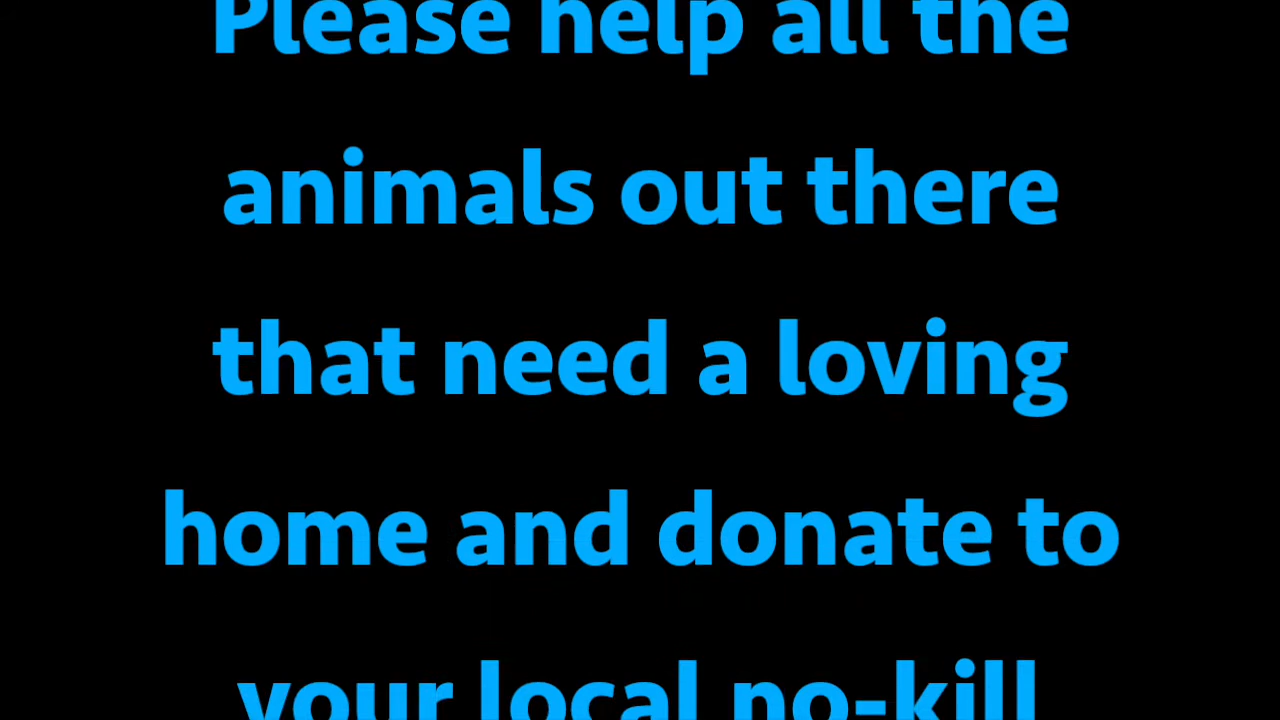 Please help all the
animals out there
that need a loving
home and donate to
your local no-kill